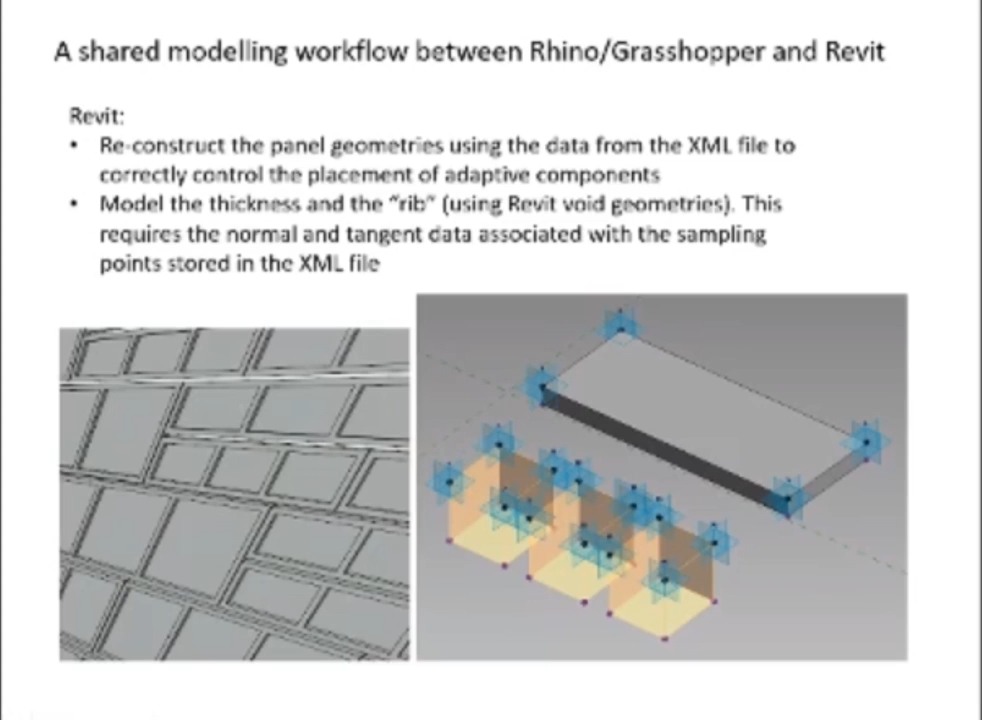 A shared modelling workflow between Rhino/Grasshopper and Revit
Revit:
• Re-construct the panel geometries using the data from the XML file to
correctly control the placement of adaptive components
• Model the thickness and the "rib" (using Revit void geometries). This
requires the normal and tangent data associated with the sampling
points stored in the XML file